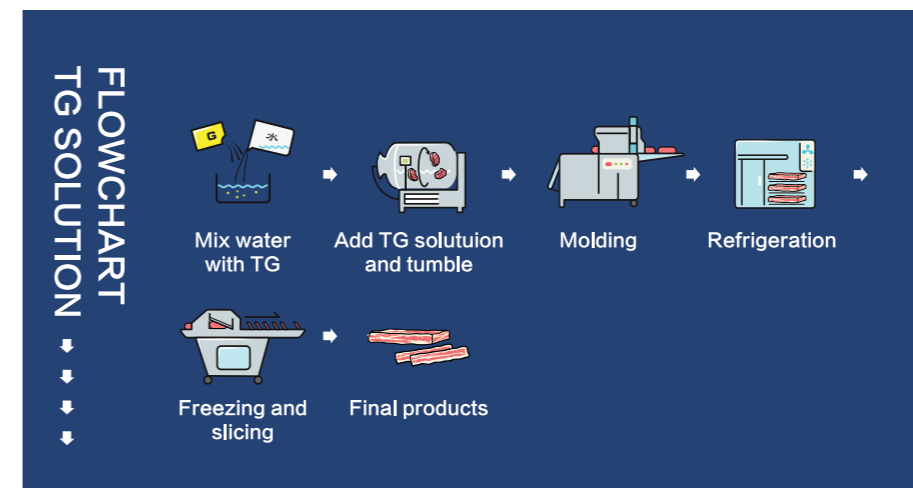 FLOWCHART
TG SOLUTION
G
水
Mix water
with TG
Add TG solutuion
and tumble
Molding
Refrigeration
Freezing and
slicing
Final products